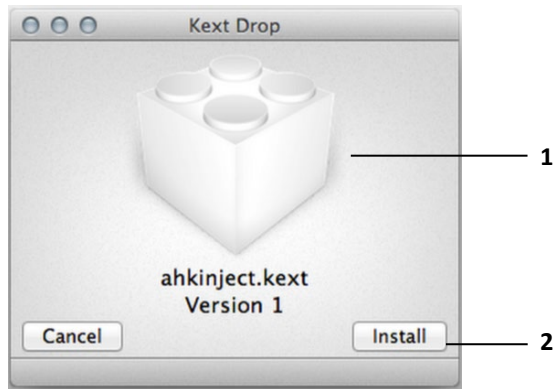 Kext Drop
1
ahkinject.kext
Version 1
Cancel
Install
2